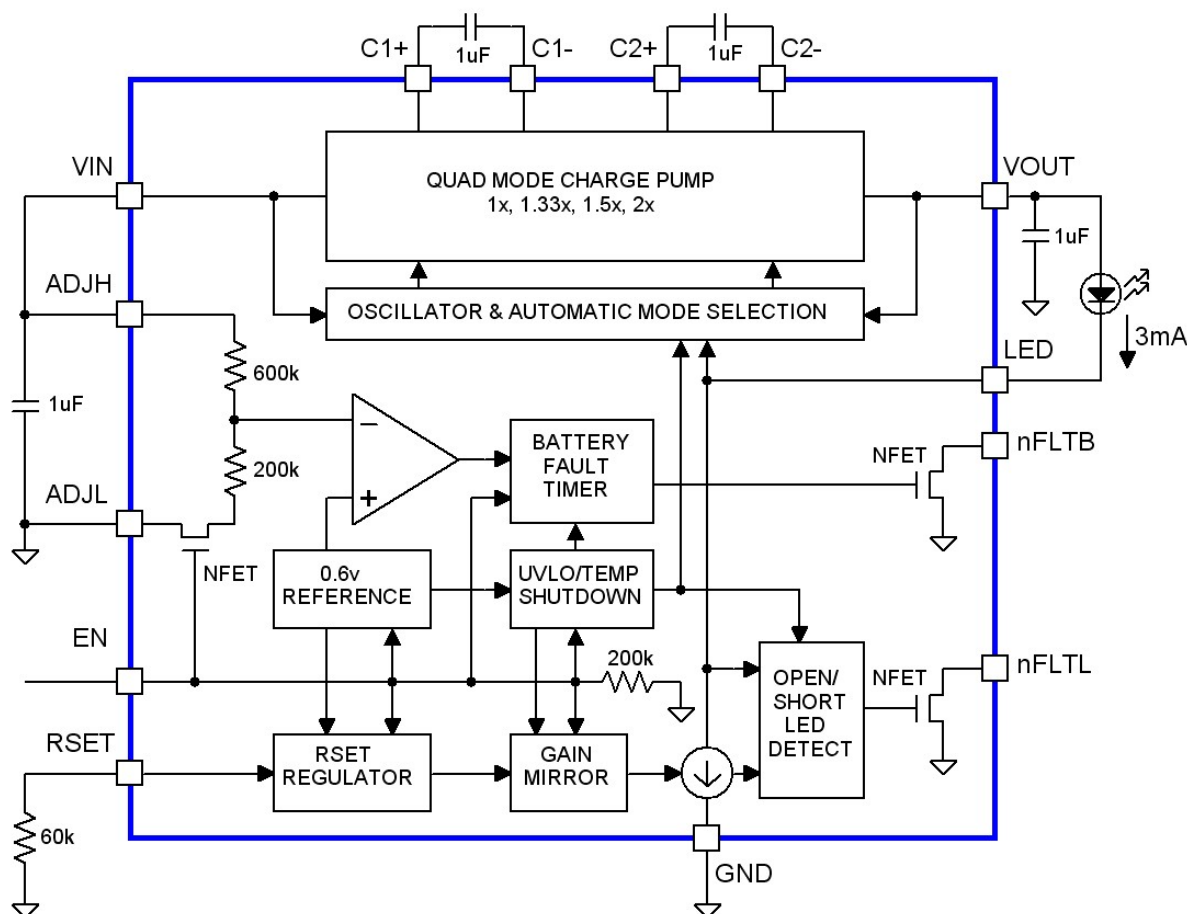 C1+
1uF
C1-
C2+
1uF
C2-
VIN
QUAD MODE CHARGE PUMP
1x, 1.33x, 1.5x, 2x
VOUT
1uF
ADJH
OSCILLATOR & AUTOMATIC MODE SELECTION
3mA
LED
600k
1uF
−
BATTERY
FAULT
TIMER
NFET
nFLTB
200k
ADJL
+
NFET
0.6v
REFERENCE
UVLO/TEMP
SHUTDOWN
EN
200k
OPEN/
SHORT
LED
DETECT
NFET
nFLTL
RSET
RSET
REGULATOR
GAIN
MIRROR
60k
GND